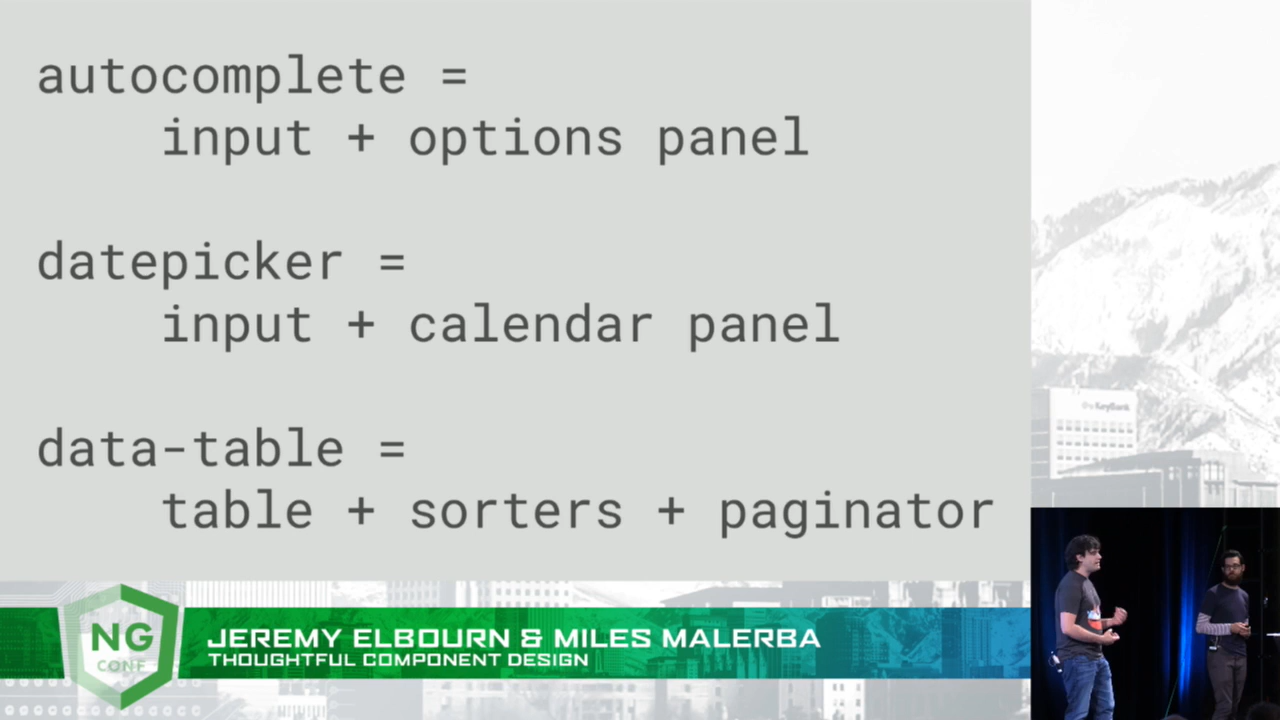 autocomplete =
input + options panel
datepicker =
input + calendar panel
data-table =
table + sorters + paginator
KeyBank
NG
CONF
JEREMY ELBOURN & MILES MALERBA
THOUGHTFUL COMPONENT DESIGN